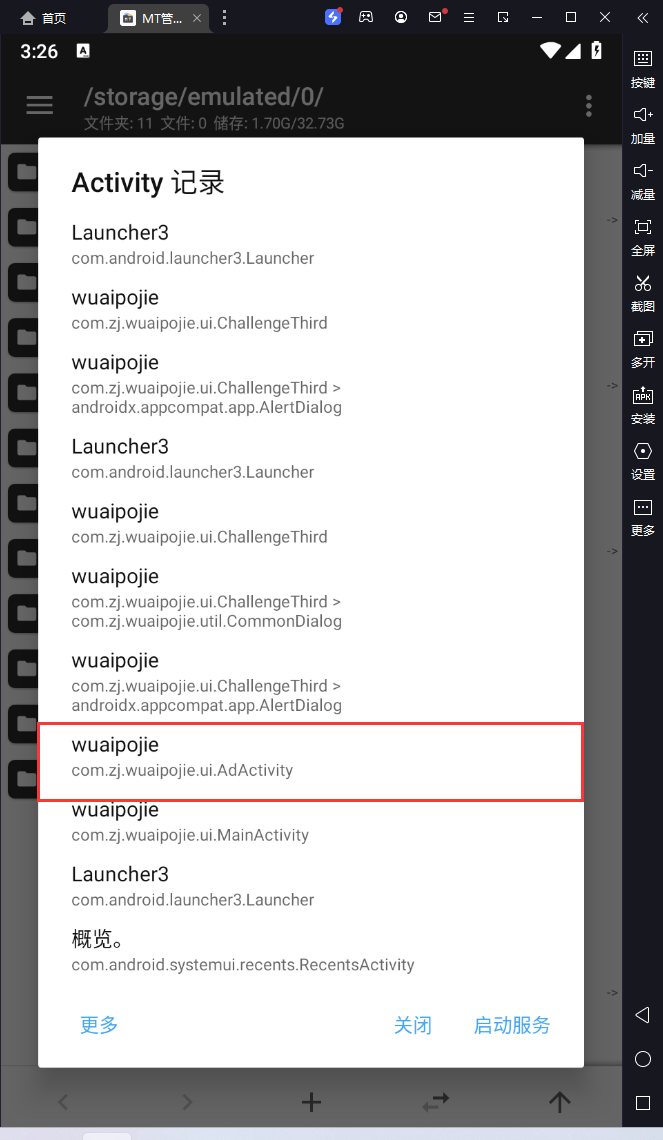 首页
MT管...
3:26
A
/storage/emulated/0/
文件夹: 11 文件: 0 储存: 1.70G/32.73G
Activity 记录
Launcher3
com.android.launcher3.Launcher
wuaipojie
com.zj.wuaipojie.ui.ChallengeThird
wuaipojie
com.zj.wuaipojie.ui.ChallengeThird >
androidx.appcompat.app.AlertDialog
Launcher3
com.android.launcher3.Launcher
wuaipojie
com.zj.wuaipojie.ui.ChallengeThird
wuaipojie
com.zj.wuaipojie.ui.ChallengeThird >
com.zj.wuaipojie.util.CommonDialog
wuaipojie
com.zj.wuaipojie.ui.ChallengeThird >
androidx.appcompat.app.AlertDialog
wuaipojie
com.zj.wuaipojie.ui.AdActivity
wuaipojie
com.zj.wuaipojie.ui.MainActivity
Launcher3
com.android.launcher3.Launcher
概览。
com.android.systemui.recents.RecentsActivity
更多
关闭
启动服务
->
->
->
->
按键
加量
减量
全屏
截图
多开
APK
安装
设置
更多